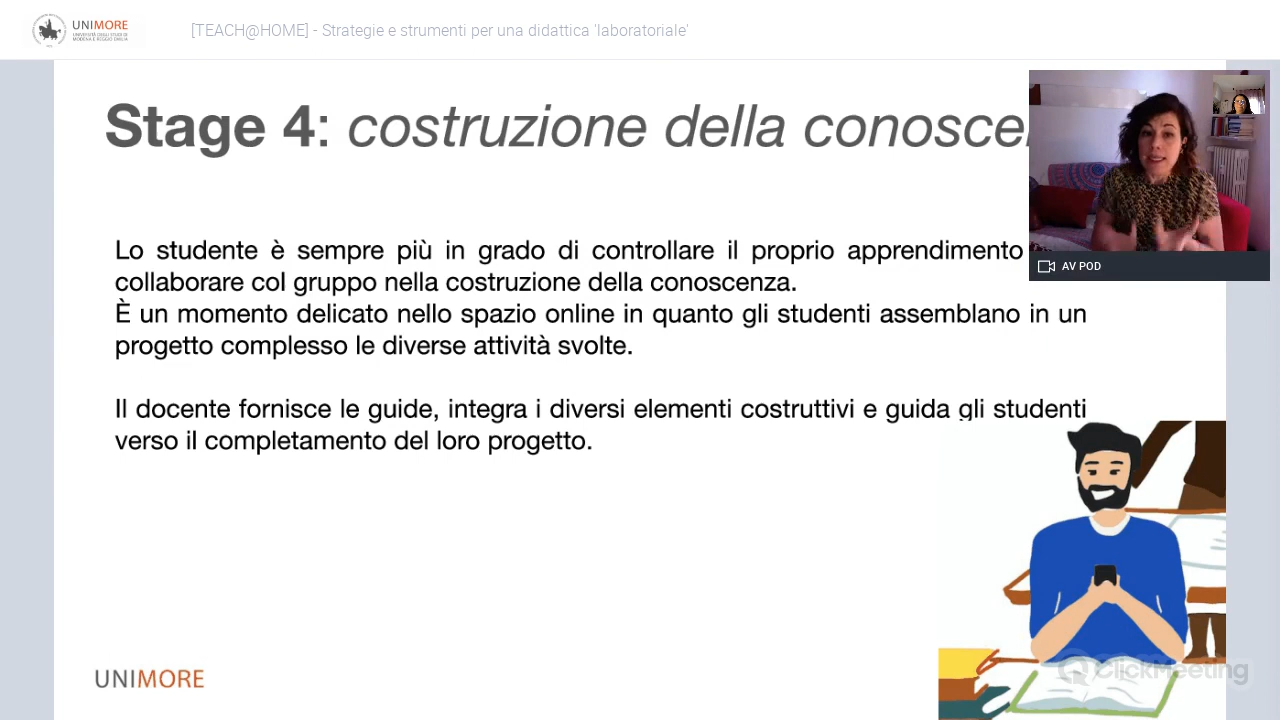 UNIMORE
UNIVERSITÀ DEGLI STUDI DI
MODENA E REGGIO EMILIA
[TEACH@HOME] - Strategie e strumenti per una didattica 'laboratoriale'
Stage 4: costruzione della conoscen
Lo studente è sempre più in grado di controllare il proprio apprendimento
collaborare col gruppo nella costruzione della conoscenza.
È un momento delicato nello spazio online in quanto gli studenti assemblano in un
progetto complesso le diverse attività svolte.
Il docente fornisce le guide, integra i diversi elementi costruttivi e guida gli studenti
verso il completamento del loro progetto.
AV POD
UNIMORE
ClickMeeting